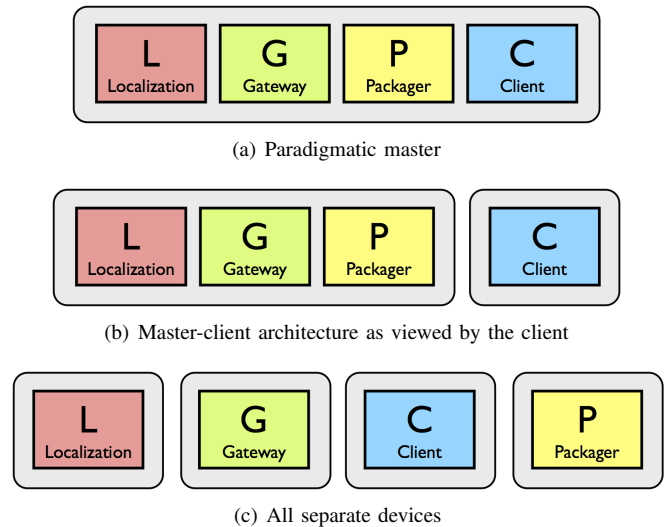 L G P C
Localization Gateway Packager Client
(a) Paradigmatic master
L G P C
Localization Gateway Packager Client
(b) Master-client architecture as viewed by the client
L G C P
Localization Gateway Client Packager
(c) All separate devices